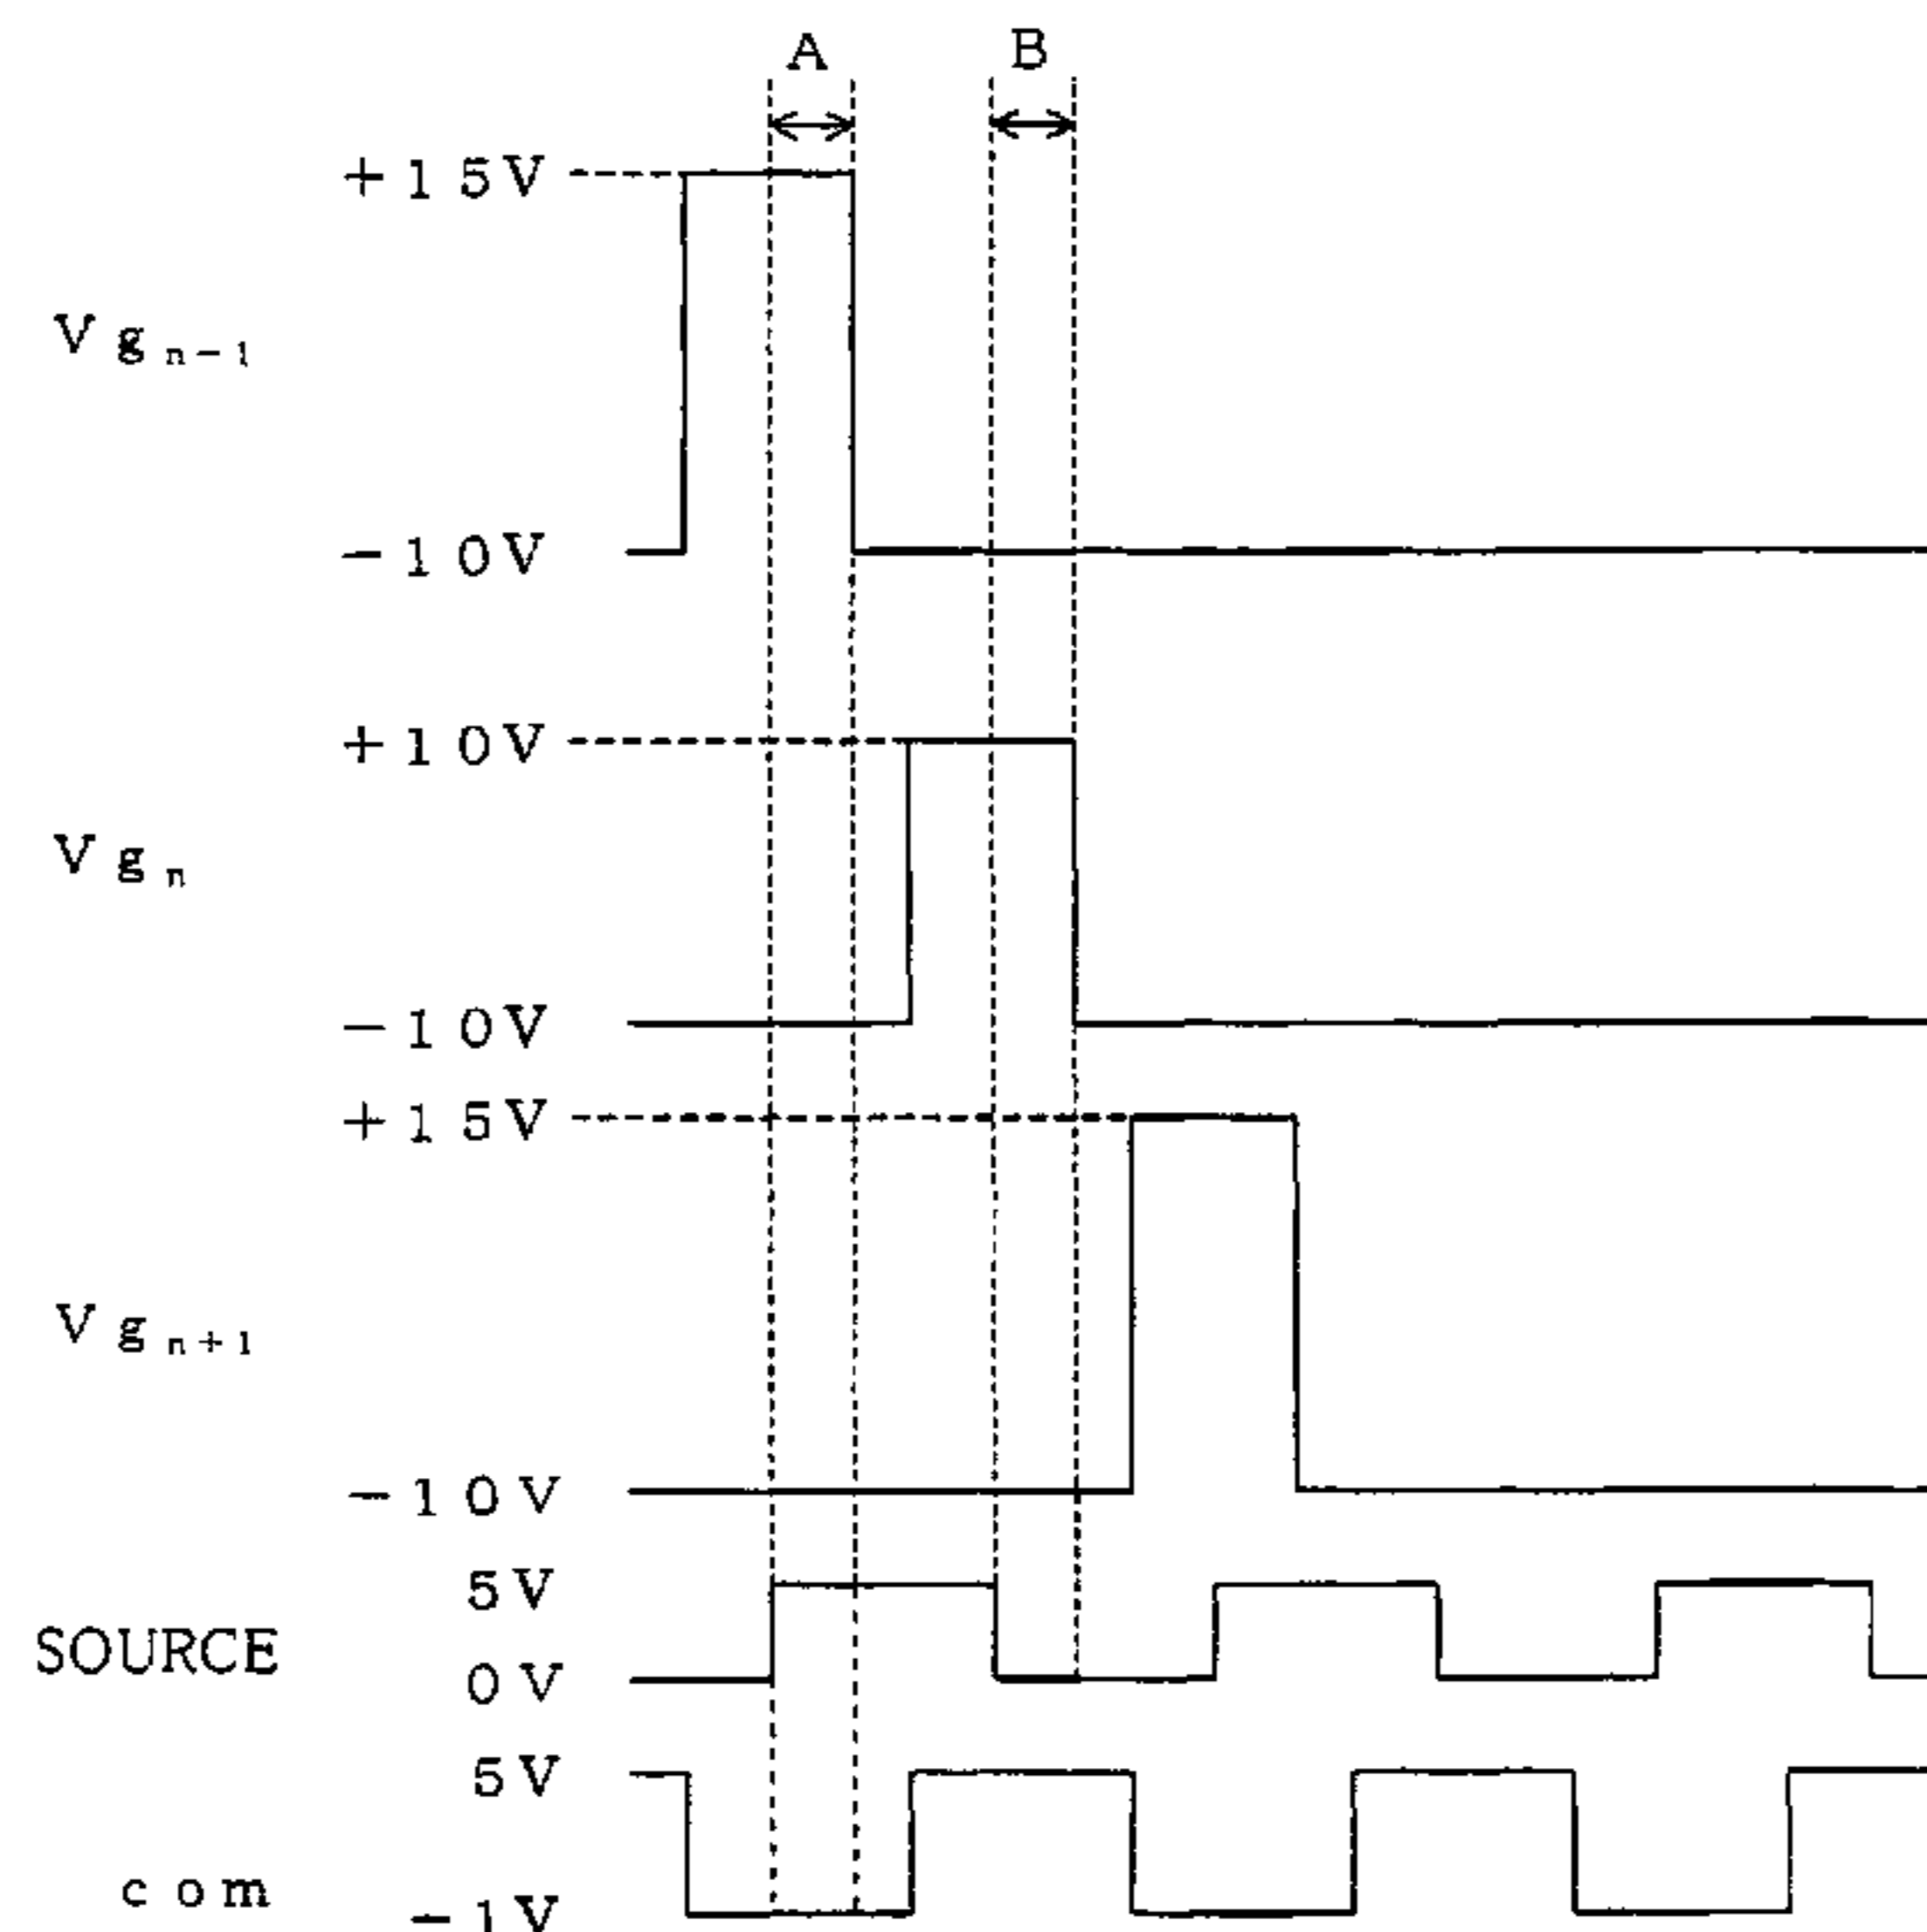 A B
+15V
Vg n-1
-10V
+10V
Vg n
-10V
+15V
Vg n+1
-10V
5V
SOURCE
0V
5V
com
-1V